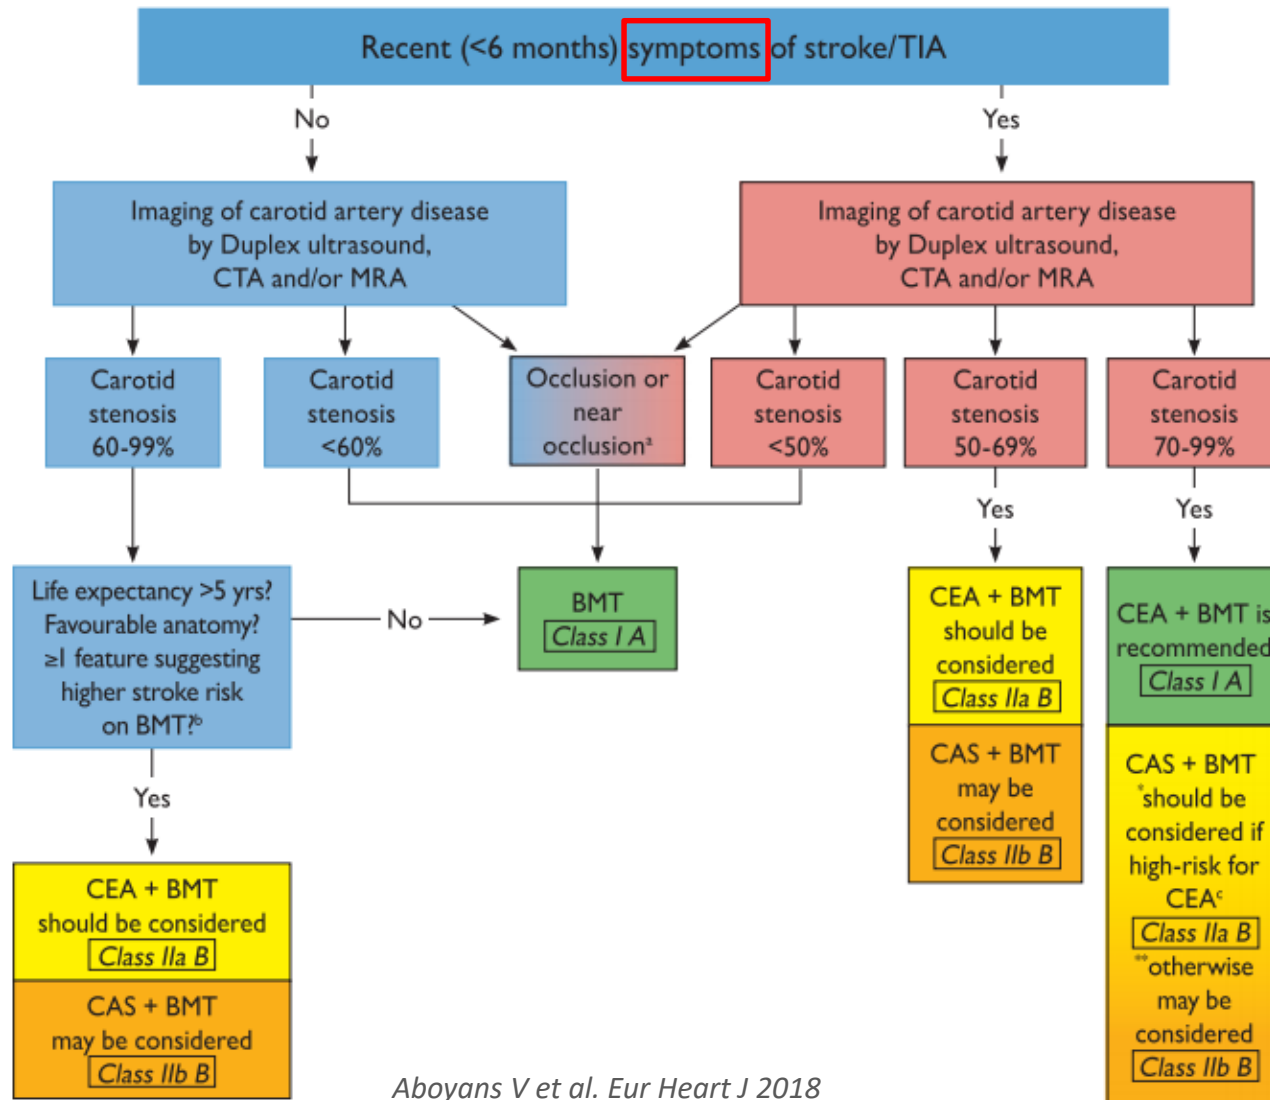 Recent (<6 months) symptoms of stroke/TIA
No
Yes
Imaging of carotid artery disease
by Duplex ultrasound,
CTA and/or MRA
Imaging of carotid artery disease
by Duplex ultrasound,
CTA and/or MRA
Carotid
stenosis
60-99%
Carotid
stenosis
<60%
Occlusion or
near
occlusionᵃ
Carotid
stenosis
<50%
Carotid
stenosis
50-69%
Carotid
stenosis
70-99%
Yes
Yes
Life expectancy >5 yrs?
Favourable anatomy?
≥1 feature suggesting
higher stroke risk
on BMT?ᵇ
No
BMT
Class I A
CEA + BMT
should be
considered
Class IIa B
CEA + BMT is
recommended
Class I A
CAS + BMT
may be
considered
Class IIb B
CAS + BMT
*should be
considered if
high-risk for
CEAᶜ
Class IIa B
**otherwise
may be
considered
Class IIb B
Yes
CEA + BMT
should be considered
Class IIa B
CAS + BMT
may be considered
Class IIb B
Aboyans V et al. Eur Heart J 2018